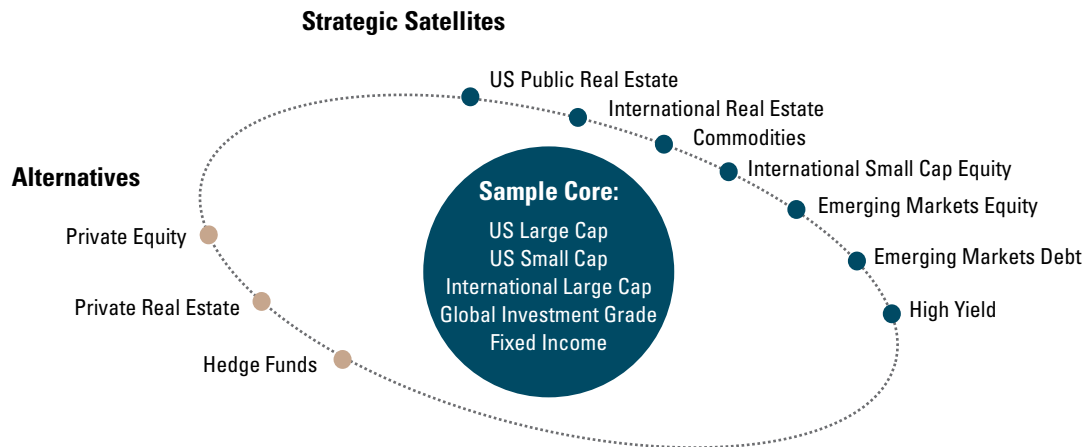 Strategic Satellites
US Public Real Estate
International Real Estate
Commodities
International Small Cap Equity
Emerging Markets Equity
Emerging Markets Debt
High Yield
Alternatives
Private Equity
Private Real Estate
Hedge Funds
Sample Core:
US Large Cap
US Small Cap
International Large Cap
Global Investment Grade
Fixed Income